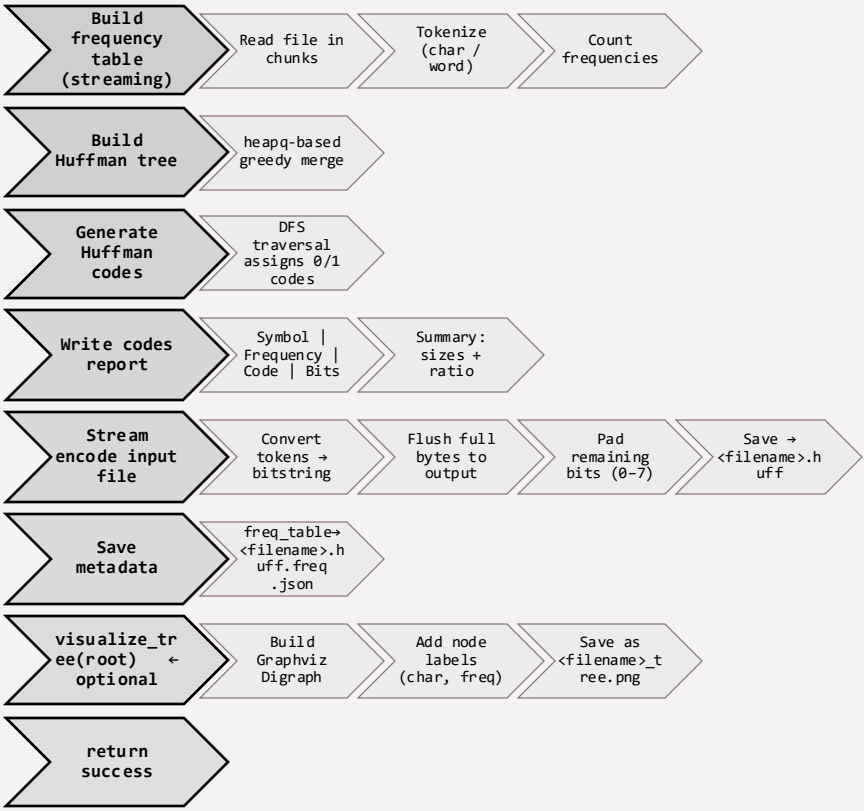 Build
frequency
table
(streaming)
Read file in
chunks
Tokenize
(char /
word)
Count
frequencies
Build
Huffman tree
heapq-based
greedy merge
Generate
Huffman
codes
DFS
traversal
assigns 0/1
codes
Write codes
report
Symbol |
Frequency |
Code | Bits
Summary:
sizes +
ratio
Stream
encode input
file
Convert
tokens →
bitstring
Flush full
bytes to
output
Pad
remaining
bits (0–7)
Save →
<filename>.h
uff
Save
metadata
freq_table→
<filename>.h
uff.freq
.json
visualize_tr
ee(root) ←
optional
Build
Graphviz
Digraph
Add node
labels
(char, freq)
Save as
<filename>_t
ree.png
return
success